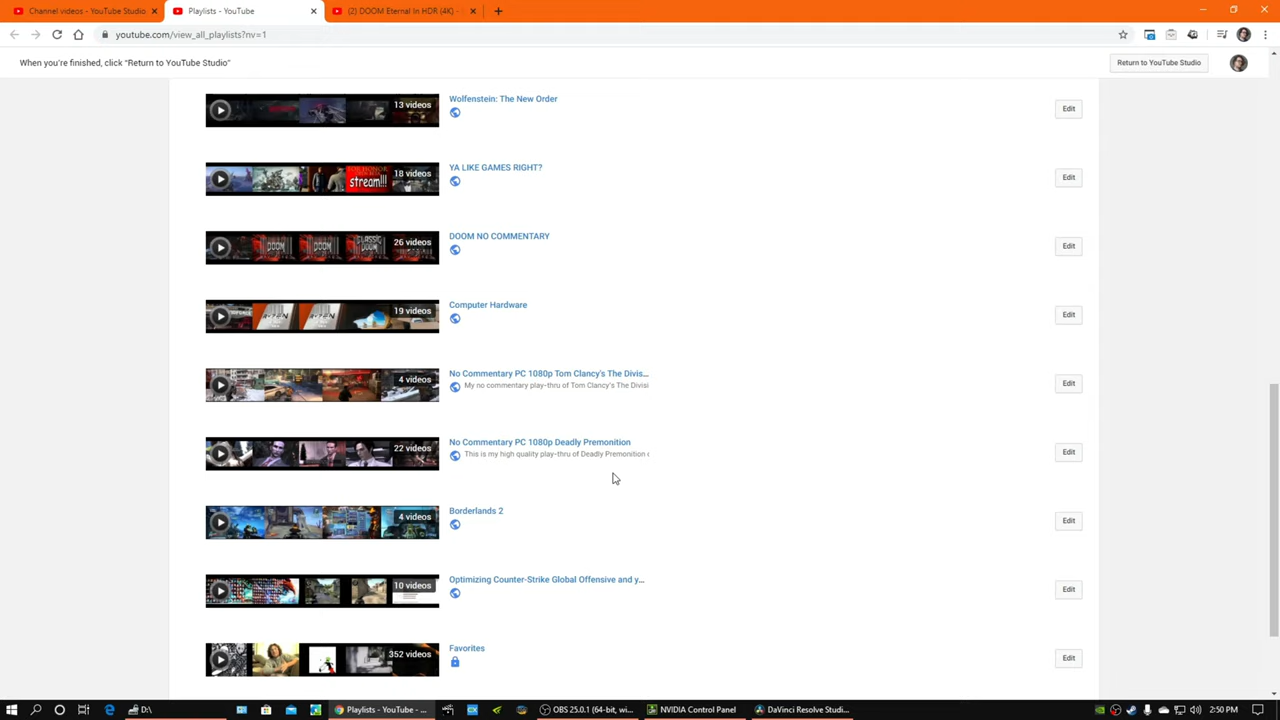 Channel videos - YouTube Studio
Playlists - YouTube
(2) DOOM Eternal In HDR (4K) -
youtube.com/view_all_playlists?nv=1
When you're finished, click "Return to YouTube Studio"
Return to YouTube Studio
13 videos
Wolfenstein: The New Order
Edit
stream!!!
18 videos
YA LIKE GAMES RIGHT?
Edit
DOOM
DOOM
CLASSIC DOOM
26 videos
DOOM NO COMMENTARY
Edit
19 videos
Computer Hardware
Edit
4 videos
No Commentary PC 1080p Tom Clancy's The Divis...
My no commentary play-thru of Tom Clancy's The Divisi
Edit
22 videos
No Commentary PC 1080p Deadly Premonition
This is my high quality play-thru of Deadly Premonition
Edit
4 videos
Borderlands 2
Edit
10 videos
Optimizing Counter-Strike Global Offensive and y...
Edit
352 videos
Favorites
Edit
D:\
Playlists - YouTube - ...
OBS 25.0.1 (64-bit, wi...
NVIDIA Control Panel
DaVinci Resolve Studi...
2:50 PM